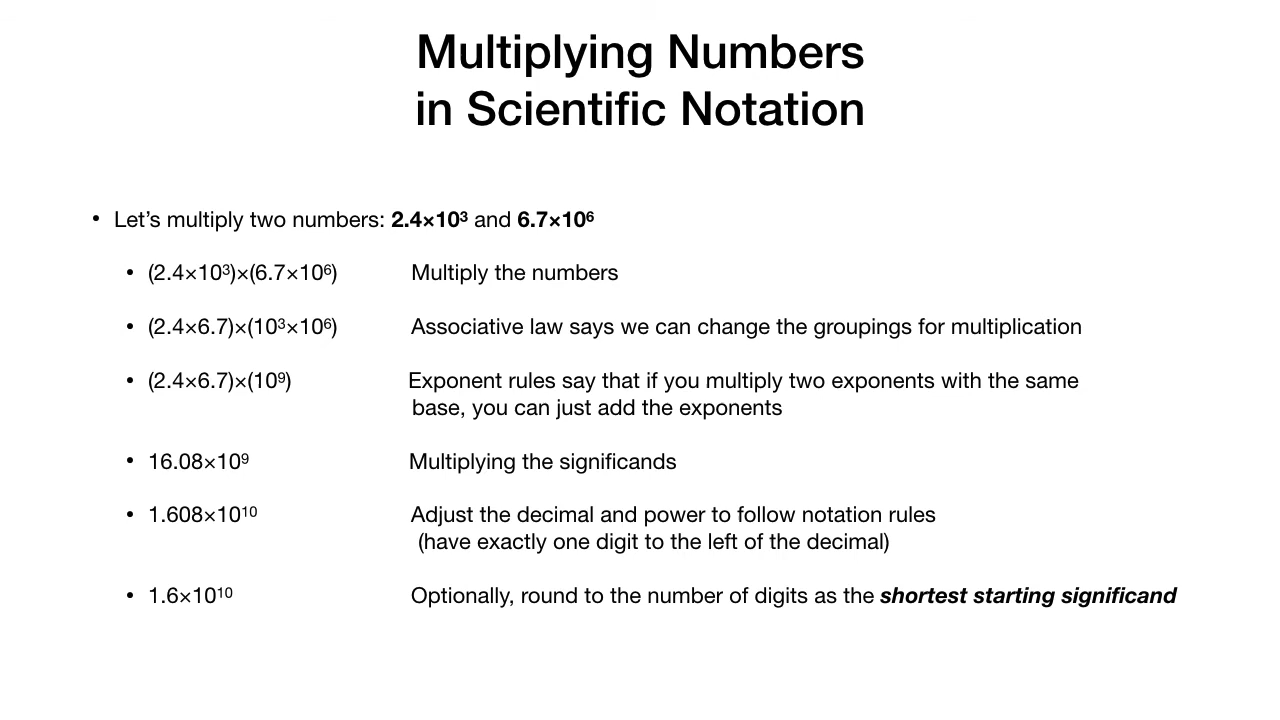 Multiplying Numbers
in Scientific Notation
• Let’s multiply two numbers: 2.4×10³ and 6.7×10⁶
• (2.4×10³)×(6.7×10⁶) Multiply the numbers
• (2.4×6.7)×(10³×10⁶) Associative law says we can change the groupings for multiplication
• (2.4×6.7)×(10⁹) Exponent rules say that if you multiply two exponents with the same
base, you can just add the exponents
• 16.08×10⁹ Multiplying the significands
• 1.608×10¹⁰ Adjust the decimal and power to follow notation rules
(have exactly one digit to the left of the decimal)
• 1.6×10¹⁰ Optionally, round to the number of digits as the shortest starting significand